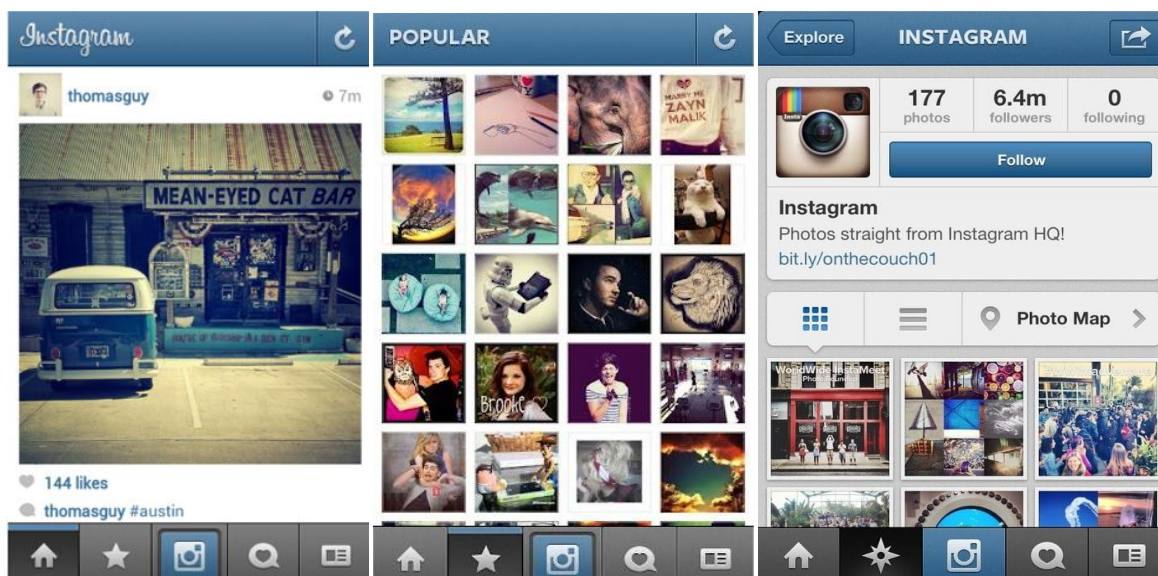 Instagram
thomasguy
7m
MEAN-EYED CAT BAR
144 likes
thomasguy #austin
POPULAR
MARRY ME
ZAYN
MALIK
Brooke
Explore
INSTAGRAM
Insta
177
photos
6.4m
followers
0
following
Follow
Instagram
Photos straight from Instagram HQ!
bit.ly/onthecouch01
Photo Map
WorldWide InstaMeet